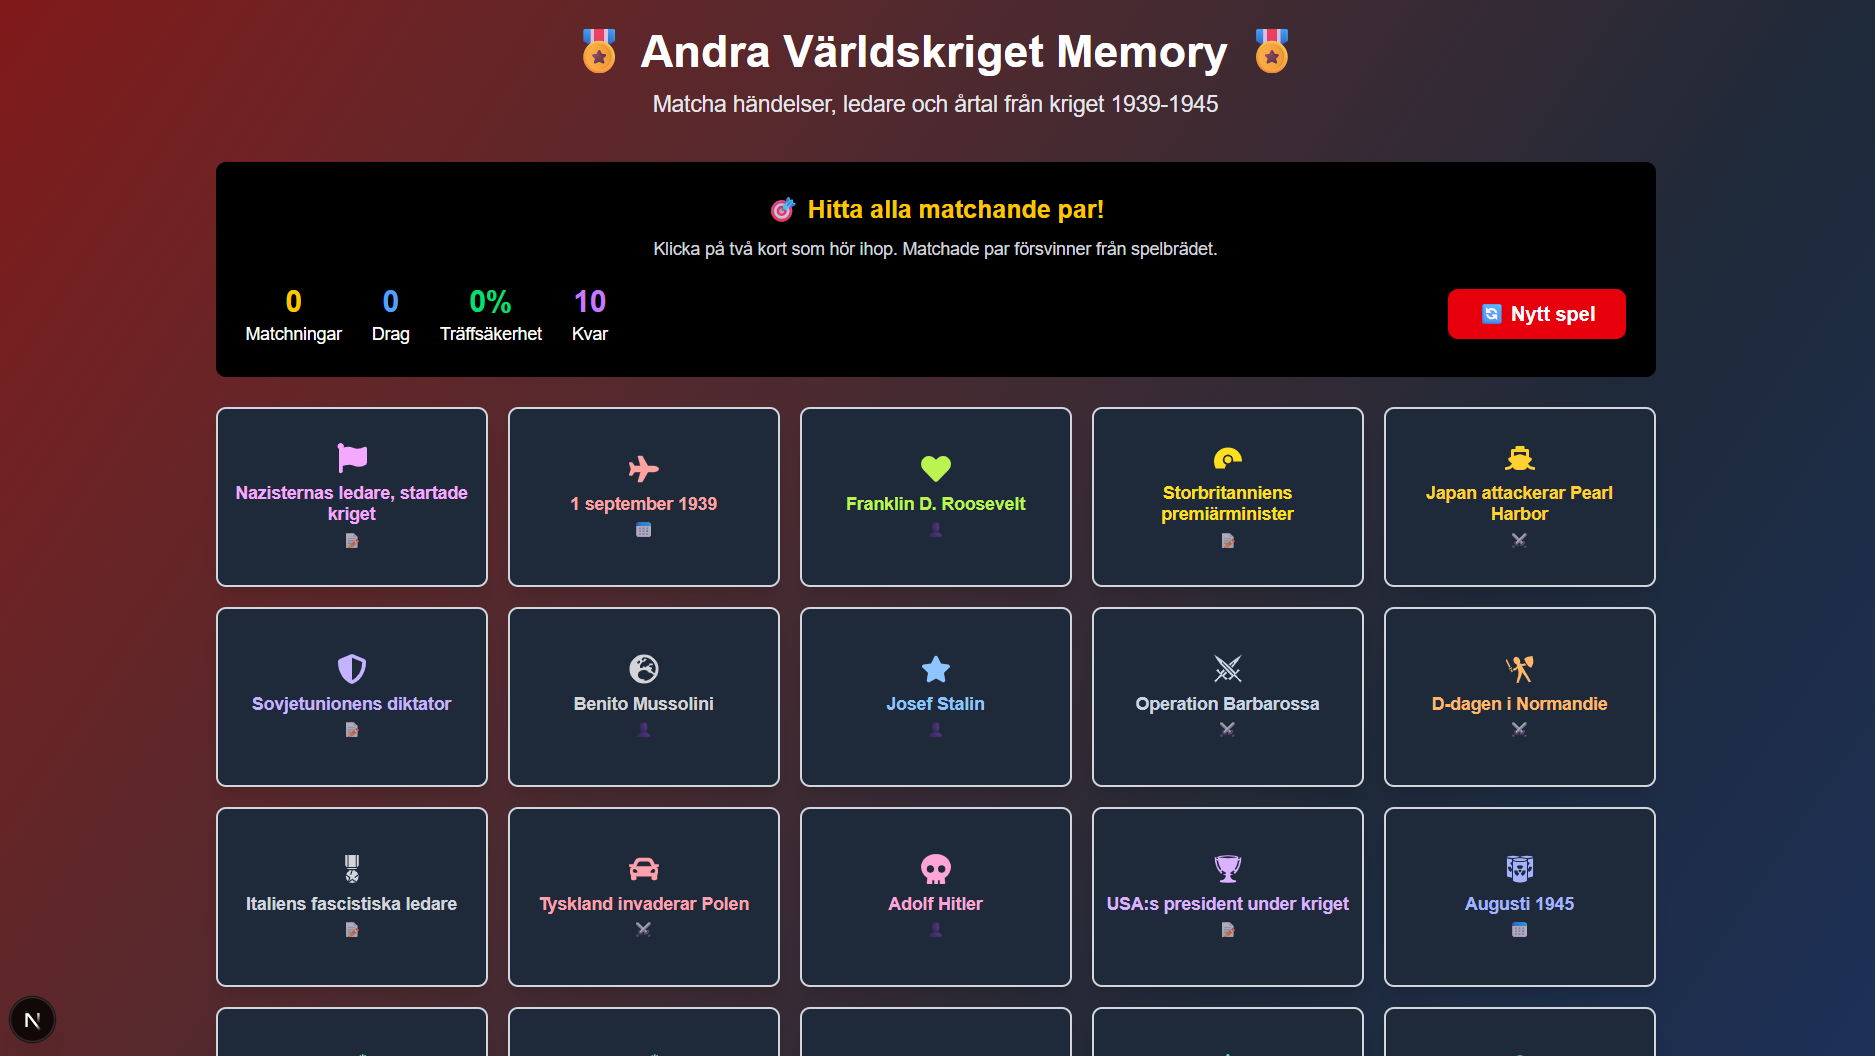 Andra Världskriget Memory
Matcha händelser, ledare och årtal från kriget 1939-1945
Hitta alla matchande par!
Klicka på två kort som hör ihop. Matchade par försvinner från spelbrädet.
0
0
0%
10
Matchningar
Drag
Träffsäkerhet
Kvar
Nytt spel
Nazisternas ledare, startade
kriget
1 september 1939
Franklin D. Roosevelt
Storbritanniens
premiärminister
Japan attackerar Pearl
Harbor
Sovjetunionens diktator
Benito Mussolini
Josef Stalin
Operation Barbarossa
D-dagen i Normandie
Italiens fascistiska ledare
Tyskland invaderar Polen
Adolf Hitler
USA:s president under kriget
Augusti 1945
N